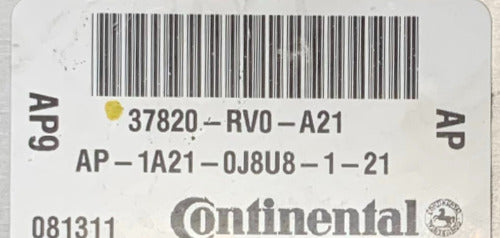 37820-RV0-A21
AP-1A21-0J8U8-1-21
AP9
AP
081311
Continental